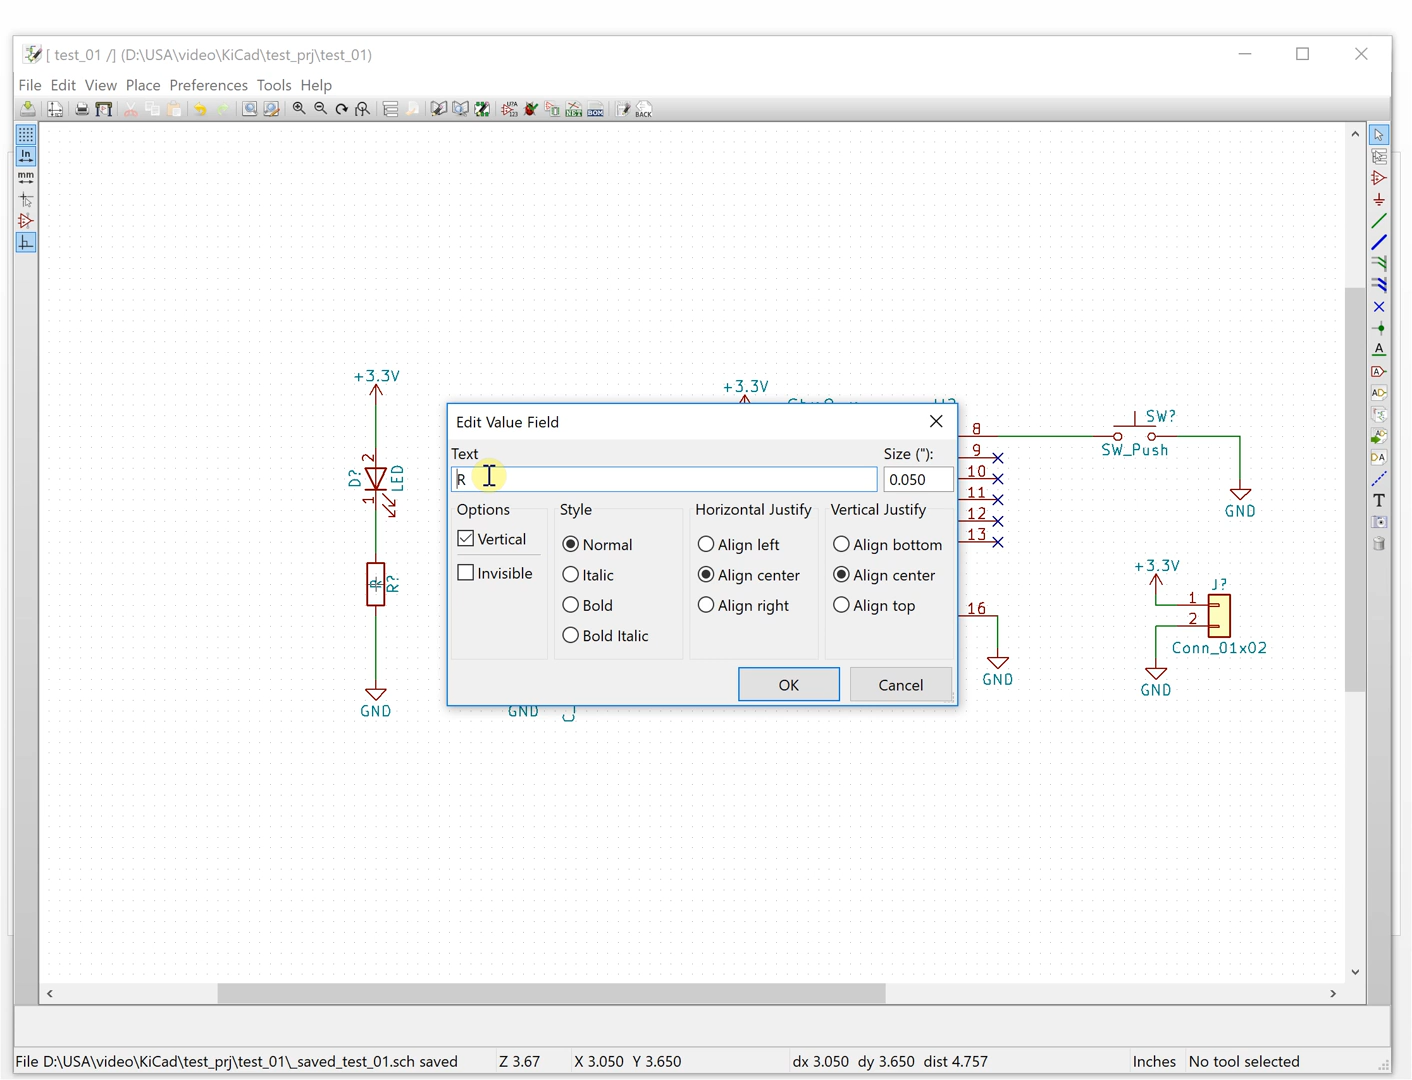 [ test_01 /] (D:\USA\video\KiCad\test_prj\test_01)
File Edit View Place Preferences Tools Help
BACK
In
mm
+3.3V
D?
2
1
LED
R
R?
GND
+3.3V
Edit Value Field
Text
Size ("):
R
0.050
Options
Style
Horizontal Justify
Vertical Justify
Vertical
Normal
Align left
Align bottom
Invisible
Italic
Align center
Align center
Bold
Align right
Align top
Bold Italic
OK
Cancel
GND
8
9
10
11
12
13
16
GND
SW?
SW_Push
GND
+3.3V
J?
1
2
Conn_01x02
GND
A
T
File D:\USA\video\KiCad\test_prj\test_01\_saved_test_01.sch saved
Z 3.67
X 3.050 Y 3.650
dx 3.050 dy 3.650 dist 4.757
Inches
No tool selected